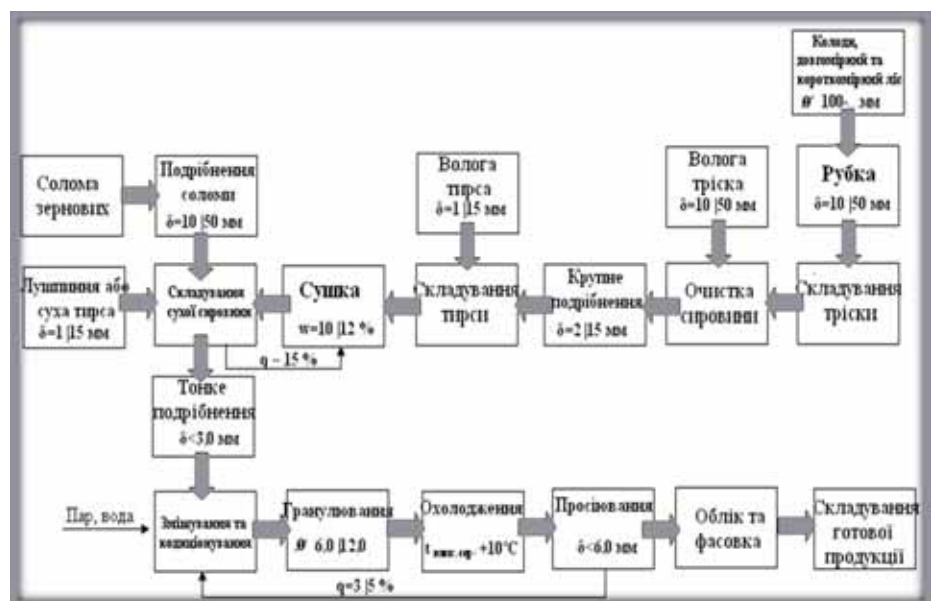 Колоди,
довгомірний та
короткомірний ліс
Ø 100-. мм
Солома
зернових
Подрібнення
соломи
δ=10 |50 мм
Волога
тирса
δ=1 |15 мм
Волога
тріска
δ=10 |50 мм
Рубка
δ=10 |50 мм
Лушпиння або
суха тирса
δ=1 |15 мм
Складування
сухої сировини
Сушка
w=10 |12 %
Складування
тирси
Крупне
подрібнення
δ=2 |15 мм
Очистка
сировини
Складування
тріски
q – 15 %
Тонке
подрібнення
δ<3,0 мм
Пар, вода
Змішування та
кодиціонування
Гранулювання
Ø 6,0 |12,0
Охолодження
t +10°С
Просіювання
δ<6,0 мм
Облік та
фасовка
Складування
готової
продукції
q=3 |5 %